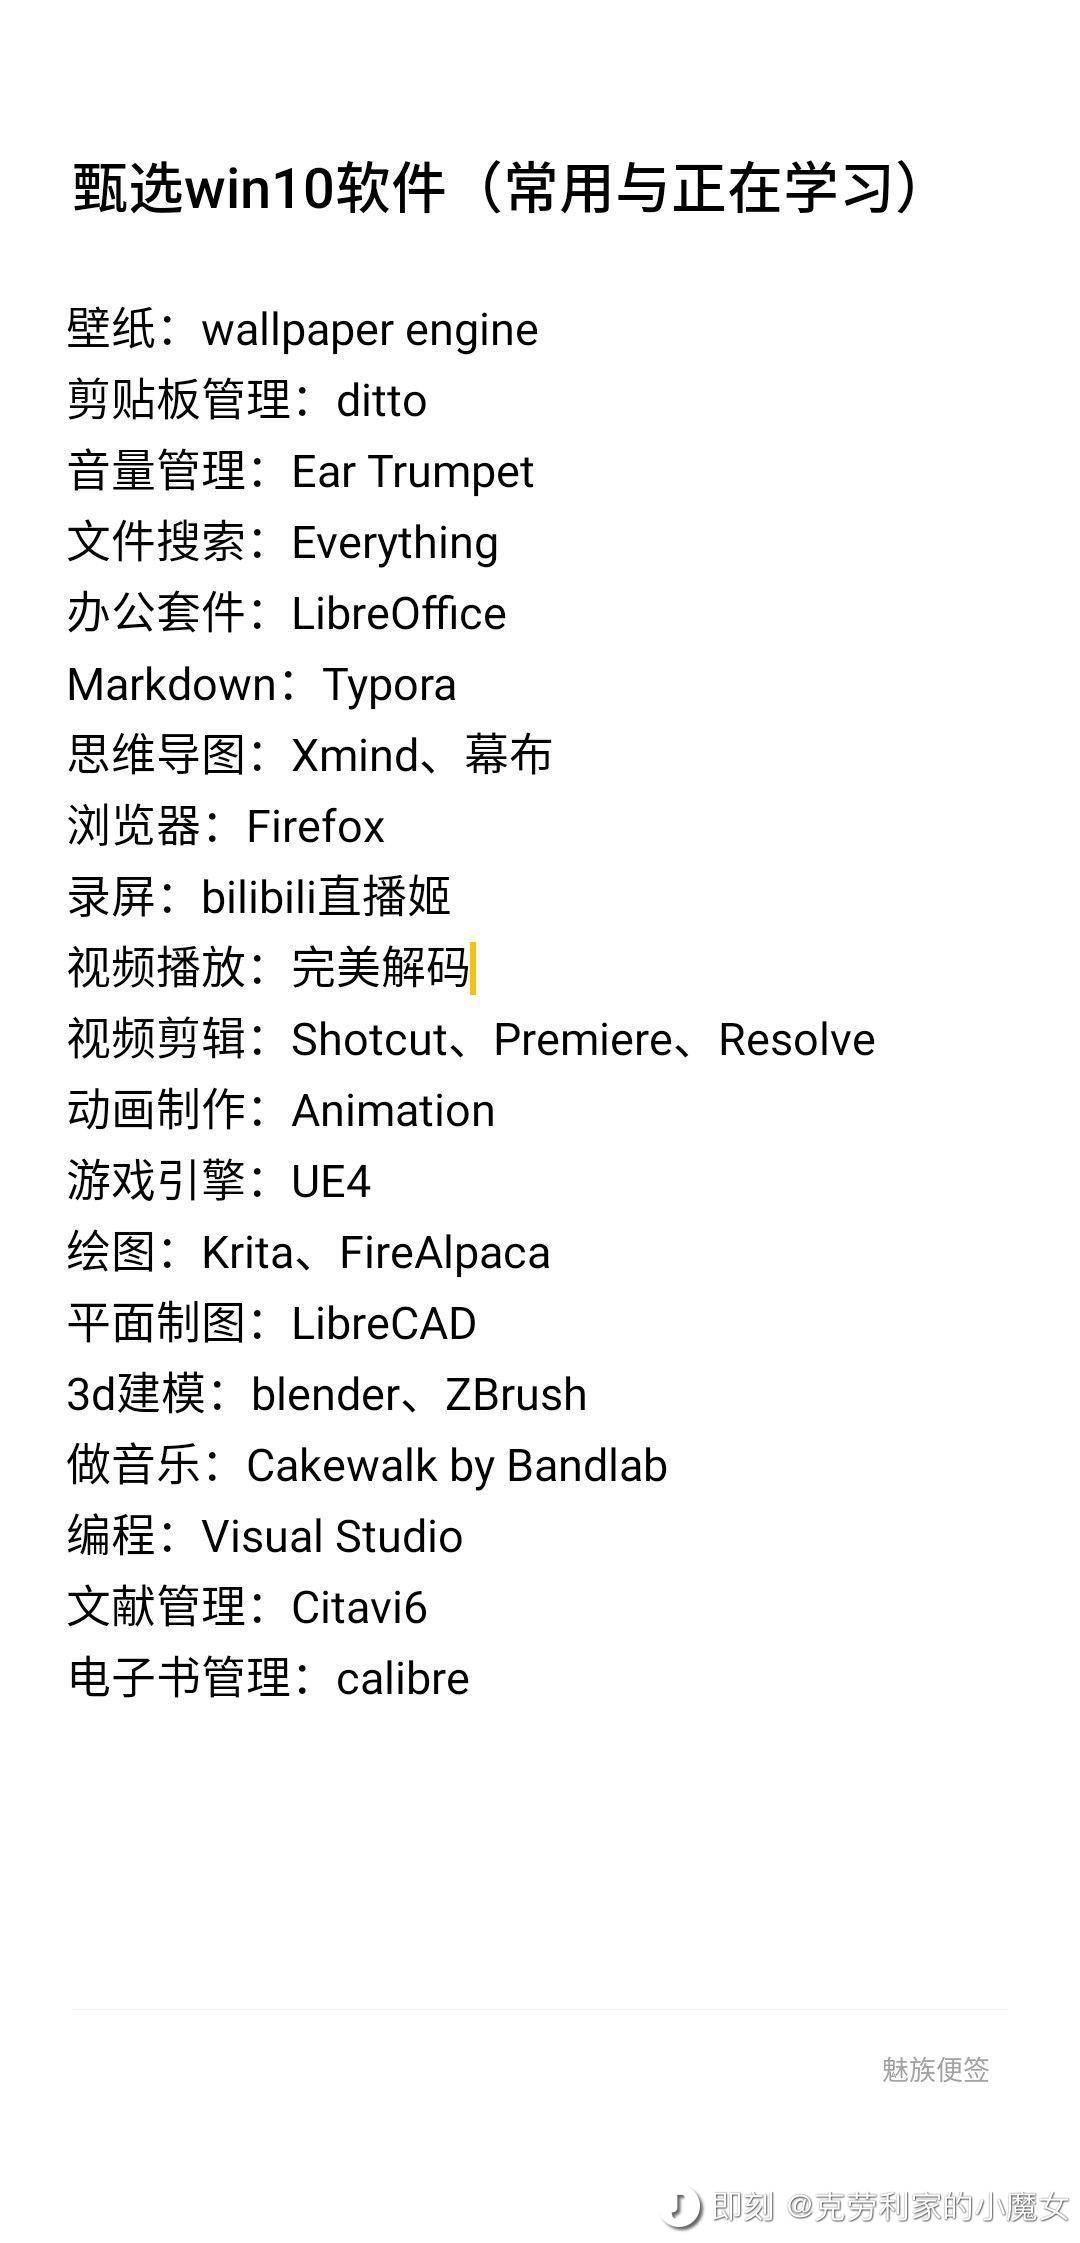 甄选win10软件（常用与正在学习）
壁纸：wallpaper engine
剪贴板管理：ditto
音量管理：Ear Trumpet
文件搜索：Everything
办公套件：LibreOffice
Markdown：Typora
思维导图：Xmind、幕布
浏览器：Firefox
录屏：bilibili直播姬
视频播放：完美解码
视频剪辑：Shotcut、Premiere、Resolve
动画制作：Animation
游戏引擎：UE4
绘图：Krita、FireAlpaca
平面制图：LibreCAD
3d建模：blender、ZBrush
做音乐：Cakewalk by Bandlab
编程：Visual Studio
文献管理：Citavi6
电子书管理：calibre
魅族便签
即刻 @克劳利家的小魔女